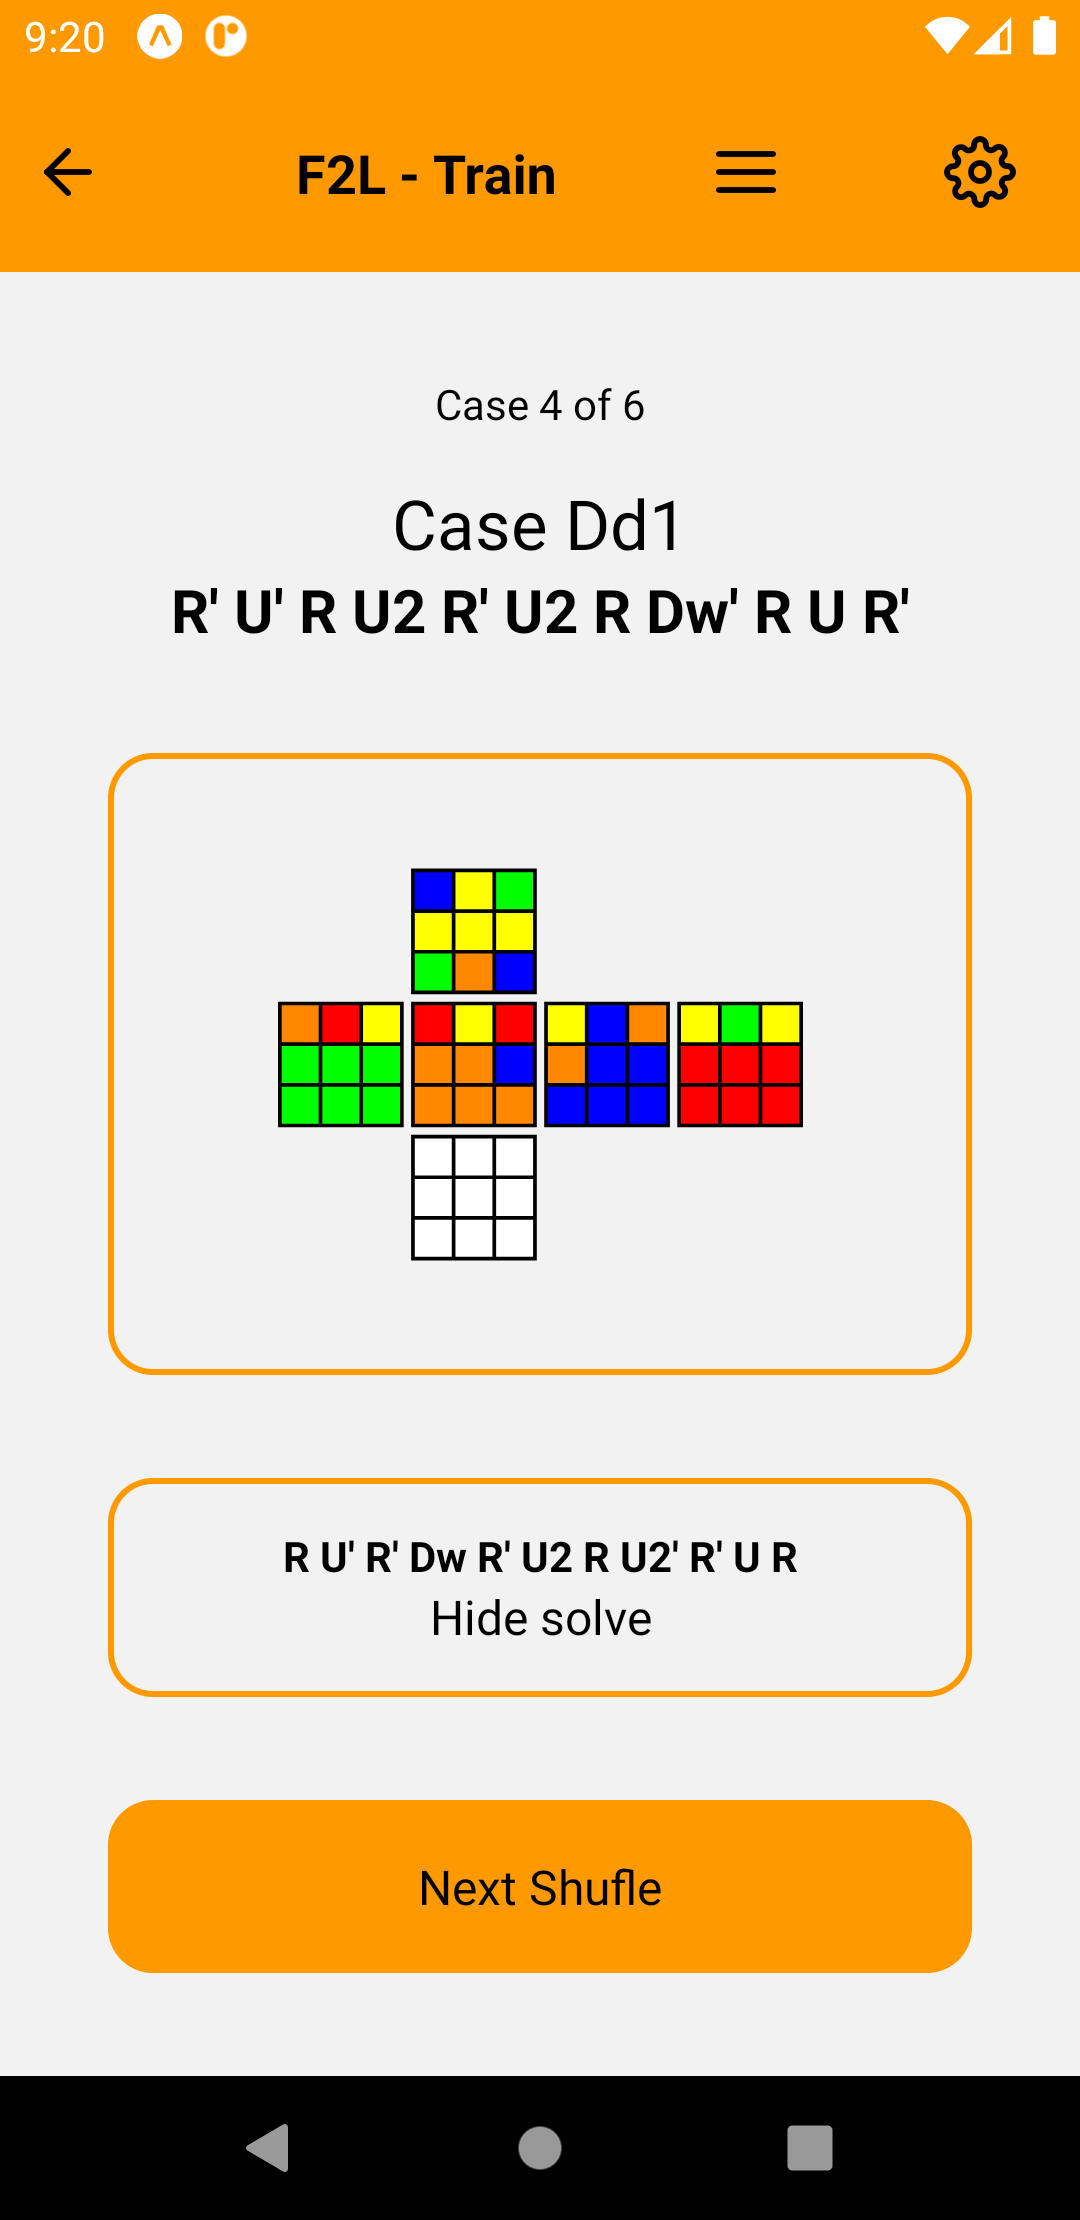 9:20
F2L - Train
Case 4 of 6
Case Dd1
R' U' R U2 R' U2 R Dw' R U R'
R U' R' Dw R' U2 R U2' R' U R
Hide solve
Next Shufle